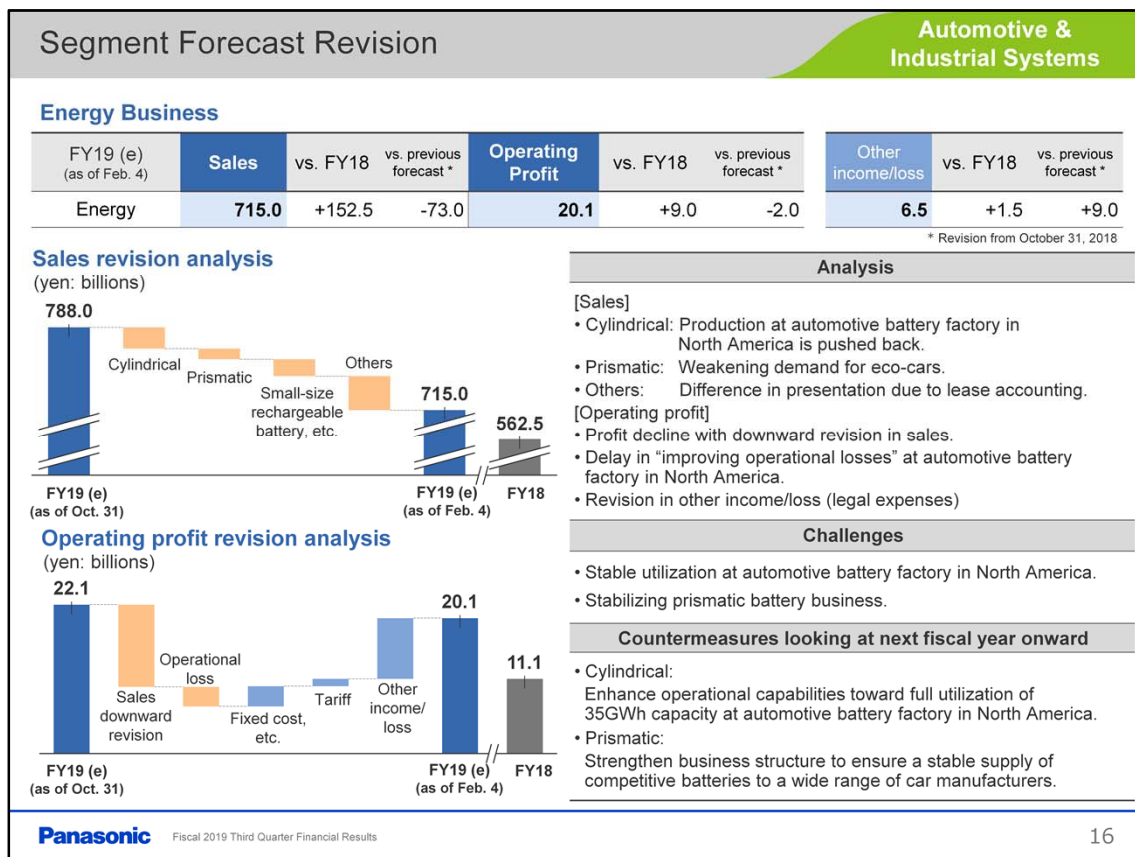 Segment Forecast Revision
Automotive &
Industrial Systems
Energy Business
FY19 (e)
(as of Feb. 4)
Sales
vs. FY18
vs. previous
forecast *
Operating
Profit
vs. FY18
vs. previous
forecast *
Other
income/loss
vs. FY18
vs. previous
forecast *
Energy 715.0 +152.5 -73.0 20.1 +9.0 -2.0 6.5 +1.5 +9.0
* Revision from October 31, 2018
Sales revision analysis
(yen: billions)
788.0
Cylindrical
Prismatic
Small-size
rechargeable
battery, etc.
Others
715.0
562.5
FY19 (e)
(as of Oct. 31)
FY19 (e)
(as of Feb. 4)
FY18
Operating profit revision analysis
(yen: billions)
22.1
Sales
downward
revision
Operational
loss
Fixed cost,
etc.
Tariff
Other
income/
loss
20.1
11.1
FY19 (e)
(as of Oct. 31)
FY19 (e)
(as of Feb. 4)
FY18
Analysis
[Sales]
• Cylindrical: Production at automotive battery factory in
North America is pushed back.
• Prismatic: Weakening demand for eco-cars.
• Others: Difference in presentation due to lease accounting.
[Operating profit]
• Profit decline with downward revision in sales.
• Delay in “improving operational losses” at automotive battery
factory in North America.
• Revision in other income/loss (legal expenses)
Challenges
• Stable utilization at automotive battery factory in North America.
• Stabilizing prismatic battery business.
Countermeasures looking at next fiscal year onward
• Cylindrical:
Enhance operational capabilities toward full utilization of
35GWh capacity at automotive battery factory in North America.
• Prismatic:
Strengthen business structure to ensure a stable supply of
competitive batteries to a wide range of car manufacturers.
Panasonic Fiscal 2019 Third Quarter Financial Results 16